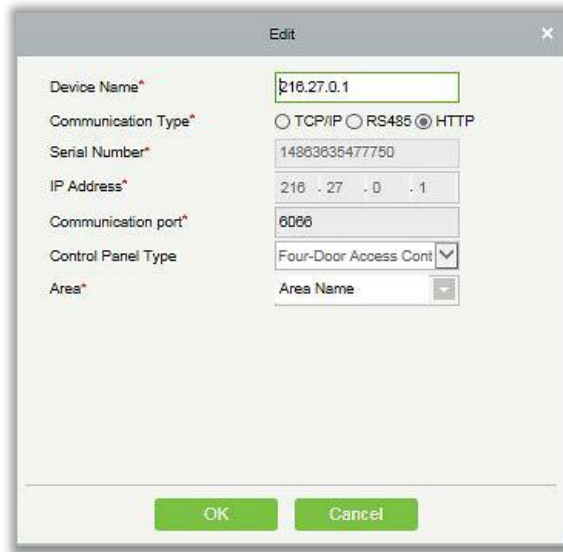 Edit
Device Name* 216.27.0.1
Communication Type* TCP/IP RS485 HTTP
Serial Number* 14863635477750
IP Address* 216 . 27 . 0 . 1
Communication port* 6066
Control Panel Type Four-Door Access Cont
Area* Area Name
OK Cancel